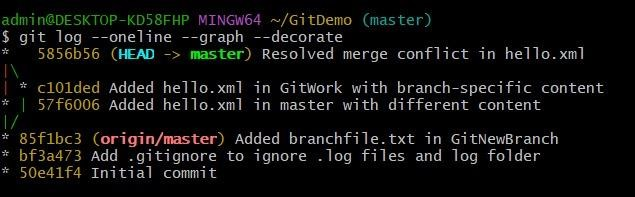 admin@DESKTOP-KD58FHP MINGW64 ~/GitDemo (master)
$ git log --oneline --graph --decorate
*   5856b56 (HEAD -> master) Resolved merge conflict in hello.xml
|\
| * c101ded Added hello.xml in GitWork with branch-specific content
* | 57f6006 Added hello.xml in master with different content
|/
* 85f1bc3 (origin/master) Added branchfile.txt in GitNewBranch
* bf3a473 Add .gitignore to ignore .log files and log folder
* 50e41f4 Initial commit